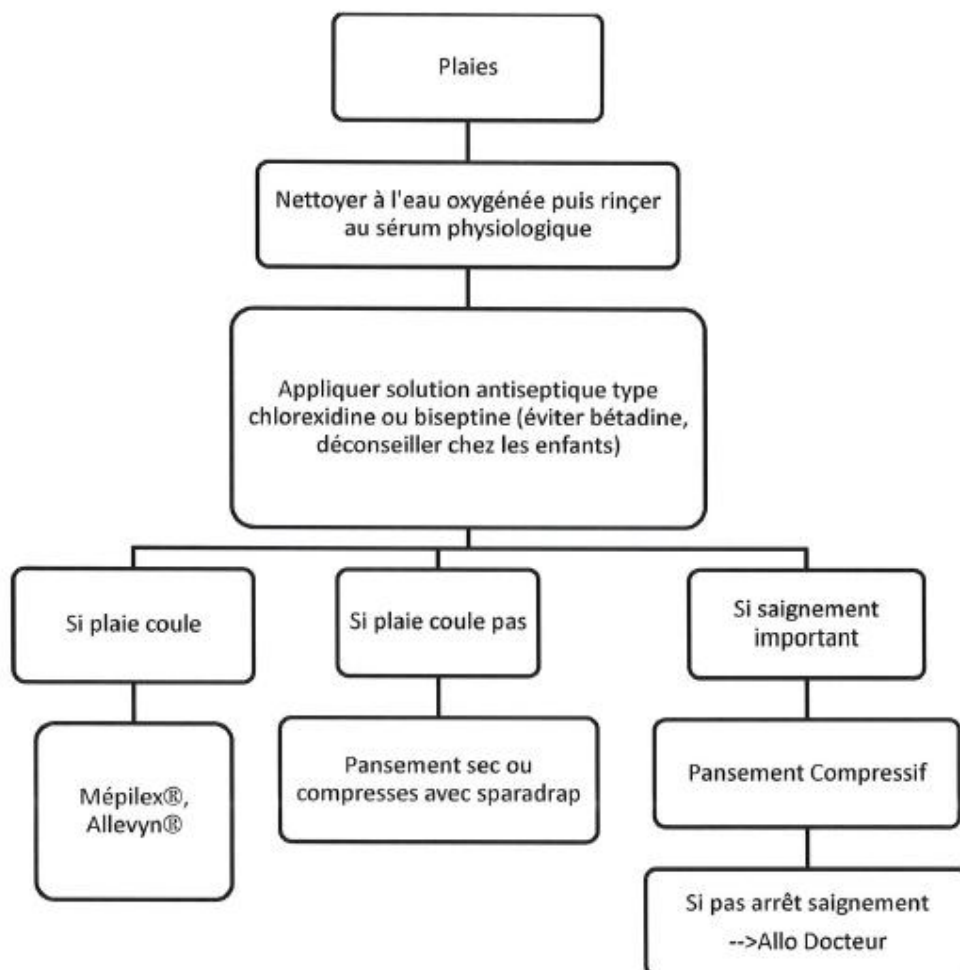 Plaies
Nettoyer à l'eau oxygénée puis rinçer
au sérum physiologique
Appliquer solution antiseptique type
chlorexidine ou biseptine (éviter bétadine,
déconseiller chez les enfants)
Si plaie coule
Si plaie coule pas
Si saignement
important
Mépilex®,
Allevyn®
Pansement sec ou
compresses avec sparadrap
Pansement Compressif
Si pas arrêt saignement
-->Allo Docteur